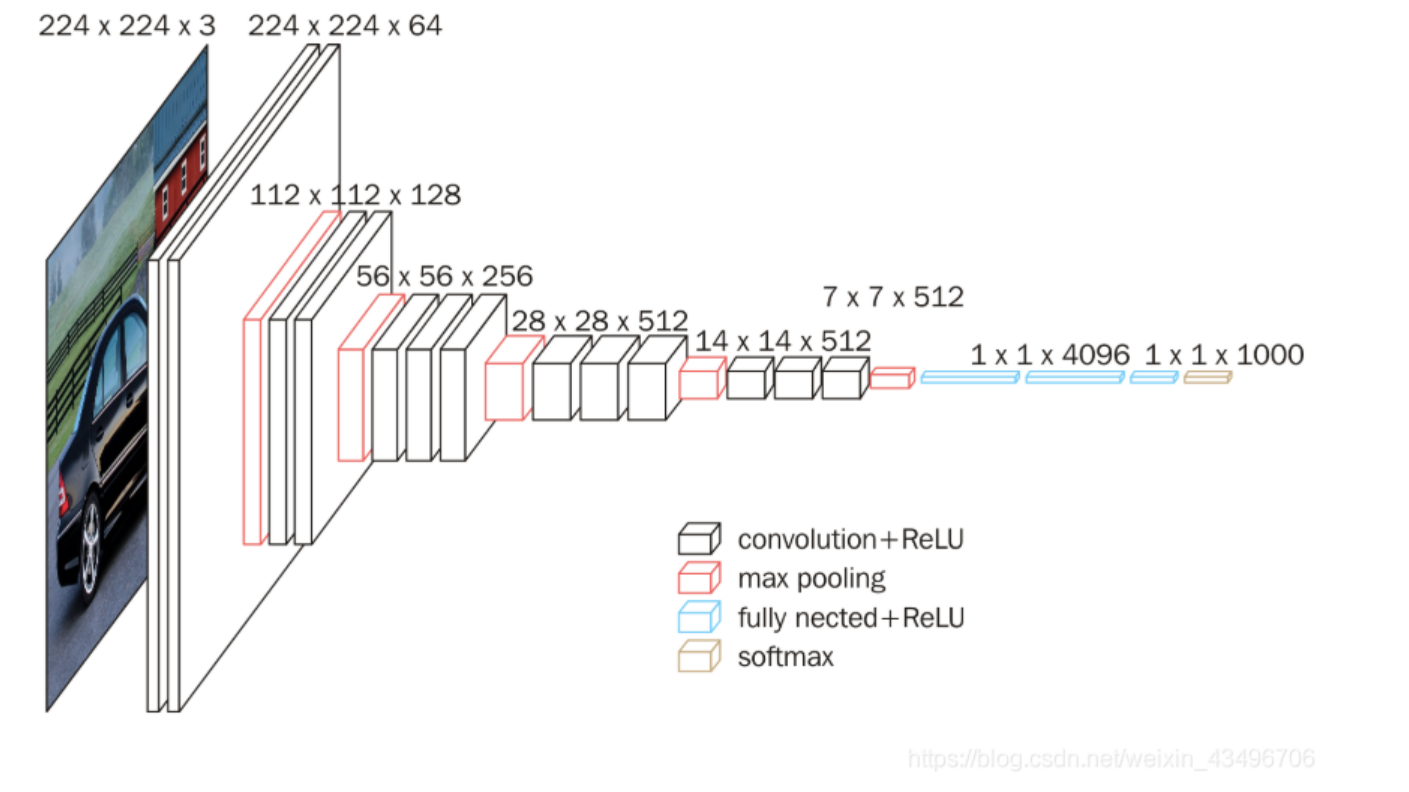 224 x 224 x 3
224 x 224 x 64
112 x 112 x 128
56 x 56 x 256
28 x 28 x 512
14 x 14 x 512
7 x 7 x 512
1 x 1 x 4096
1 x 1 x 1000
convolution+ReLU
max pooling
fully nected+ReLU
softmax
https://blog.csdn.net/weixin_43496706